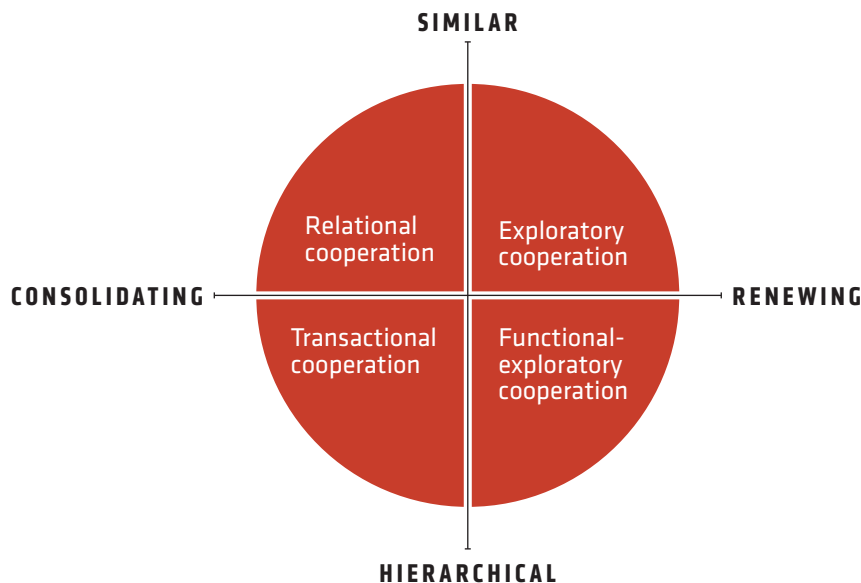 SIMILAR
Relational
cooperation
Exploratory
cooperation
CONSOLIDATING
RENEWING
Transactional
cooperation
Functional-
exploratory
cooperation
HIERARCHICAL